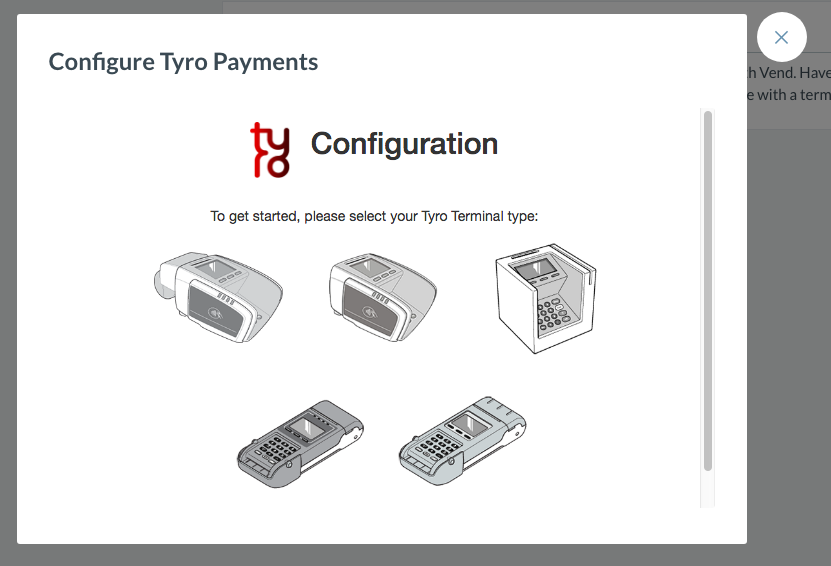 Configure Tyro Payments
h Vend. Have
e with a term
tyro
Configuration
To get started, please select your Tyro Terminal type: